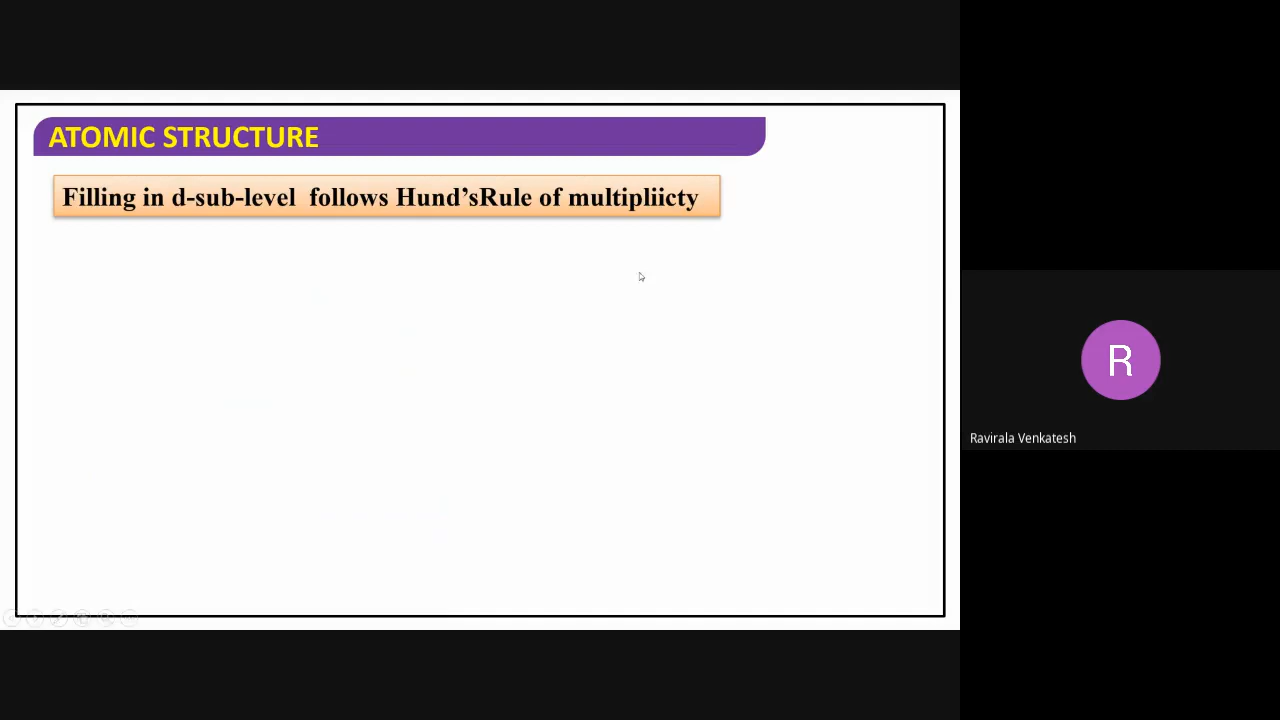 ATOMIC STRUCTURE
Filling in d-sub-level follows Hund’sRule of multipliicty
R
Ravirala Venkatesh